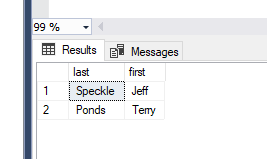 99 %
Results Messages
last first
1 Speckle Jeff
2 Ponds Terry